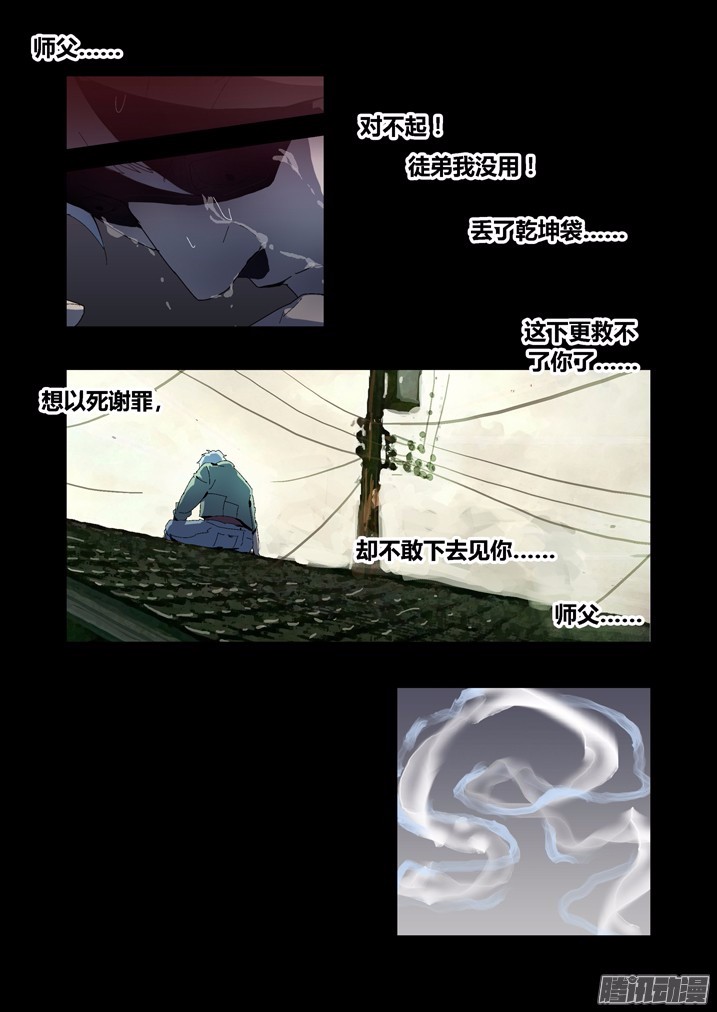 师父……
对不起！
徒弟我没用！
丢了乾坤袋……
这下更救不
了你了……
想以死谢罪，
却不敢下去见你……
师父……
腾讯动漫